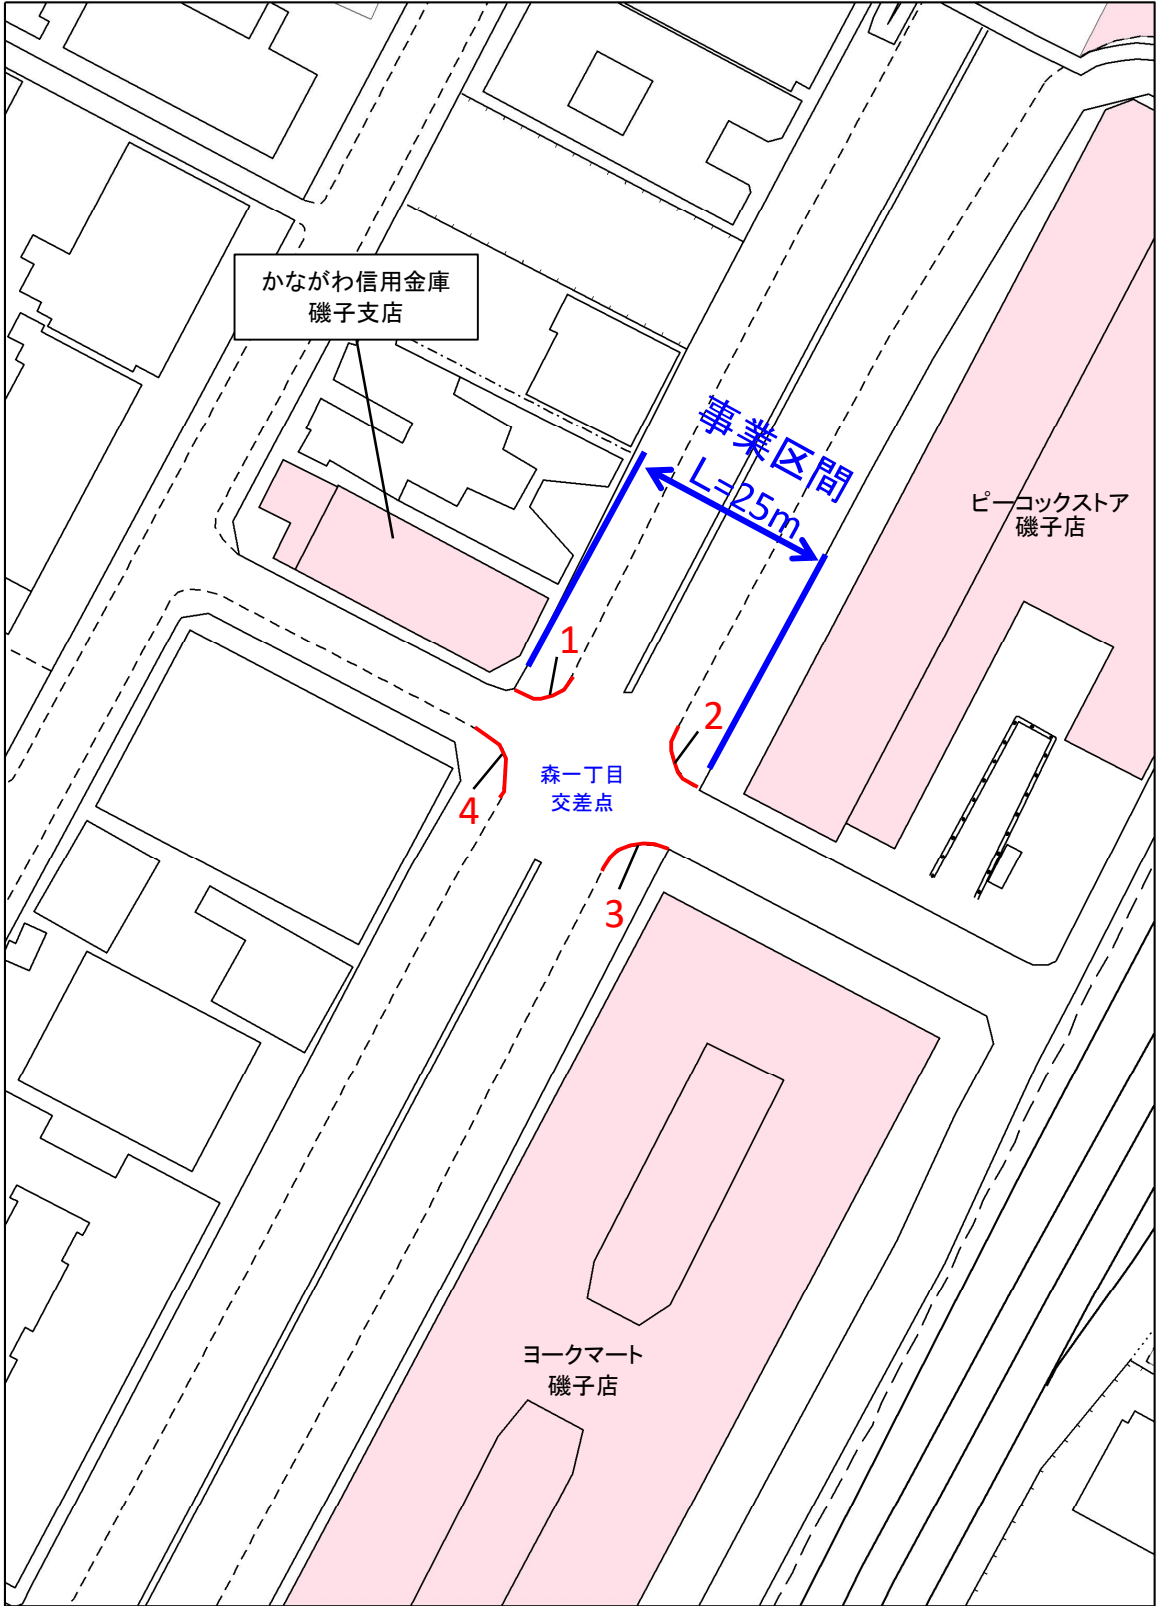 かながわ信用金庫
磯子支店
事業区間
L=25m
ピーコックストア
磯子店
1
2
森一丁目
交差点
4
3
ヨークマート
磯子店